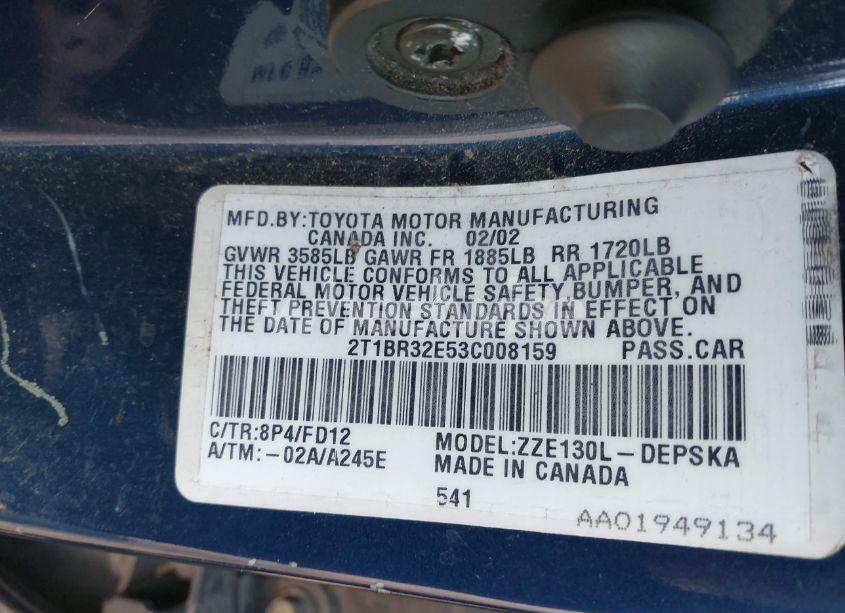 MFD.BY:TOYOTA MOTOR MANUFACTURING
CANADA INC. 02/02
GVWR 3585LB GAWR FR 1885LB RR 1720LB
THIS VEHICLE CONFORMS TO ALL APPLICABLE
FEDERAL MOTOR VEHICLE SAFETY BUMPER, AND
THEFT PREVENTION STANDARDS IN EFFECT ON
THE DATE OF MANUFACTURE SHOWN ABOVE.
2T1BR32E53C008159 PASS.CAR
C/TR:8P4/FD12 MODEL:ZZE130L-DEPSKA
A/TM:-02A/A245E MADE IN CANADA
541
AA01949134